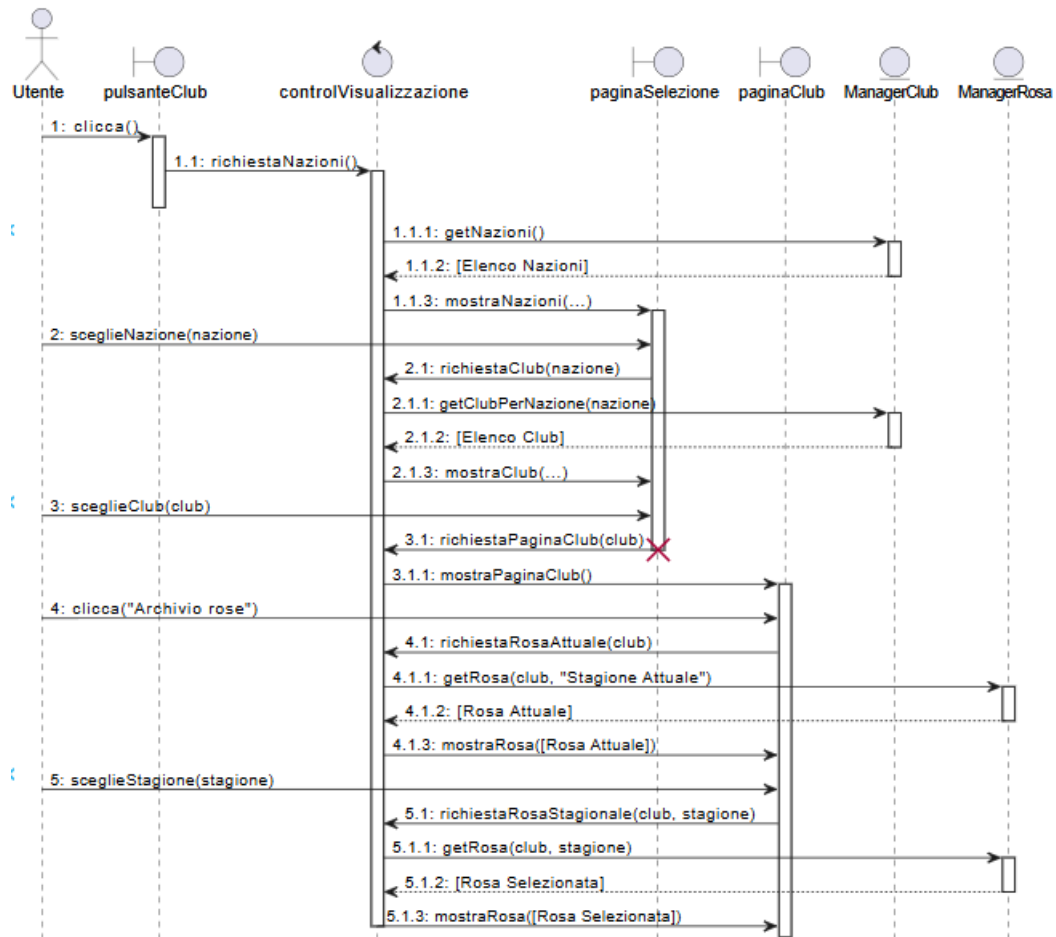 Utente pulsanteClub controlVisualizzazione paginaSelezione paginaClub ManagerClub ManagerRosa
1: clicca()
1.1: richiestaNazioni()
1.1.1: getNazioni()
1.1.2: [Elenco Nazioni]
1.1.3: mostraNazioni(...)
2: sceglieNazione(nazione)
2.1: richiestaClub(nazione)
2.1.1: getClubPerNazione(nazione)
2.1.2: [Elenco Club]
2.1.3: mostraClub(...)
3: sceglieClub(club)
3.1: richiestaPaginaClub(club)
3.1.1: mostraPaginaClub()
4: clicca("Archivio rose")
4.1: richiestaRosaAttuale(club)
4.1.1: getRosa(club, "Stagione Attuale")
4.1.2: [Rosa Attuale]
4.1.3: mostraRosa([Rosa Attuale])
5: sceglieStagione(stagione)
5.1: richiestaRosaStagionale(club, stagione)
5.1.1: getRosa(club, stagione)
5.1.2: [Rosa Selezionata]
5.1.3: mostraRosa([Rosa Selezionata])